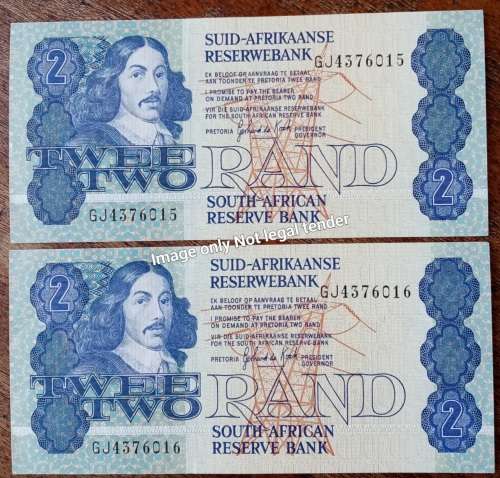 2
SUID-AFRIKAANSE
RESERWEBANK
GJ4376015
EK BELOOF OP AANVRAAG TE BETAAL
AAN TOONDER TE PRETORIA TWEE RAND
I PROMISE TO PAY THE BEARER
ON DEMAND AT PRETORIA TWO RAND
VIR DIE SUID-AFRIKAANSE RESERWEBANK
FOR THE SOUTH AFRICAN RESERVE BANK
PRETORIA PRESIDENT
GOVERNOR
TWEE
TWO
RAND
2
GJ4376015
SOUTH AFRICAN
RESERVE BANK
Image only Not legal tender
2
SUID-AFRIKAANSE
RESERWEBANK
GJ4376016
EK BELOOF OP AANVRAAG TE BETAAL
AAN TOONDER TE PRETORIA TWEE RAND
I PROMISE TO PAY THE BEARER
ON DEMAND AT PRETORIA TWO RAND
VIR DIE SUID-AFRIKAANSE RESERWEBANK
FOR THE SOUTH AFRICAN RESERVE BANK
PRETORIA PRESIDENT
GOVERNOR
TWEE
TWO
RAND
2
GJ4376016
SOUTH AFRICAN
RESERVE BANK